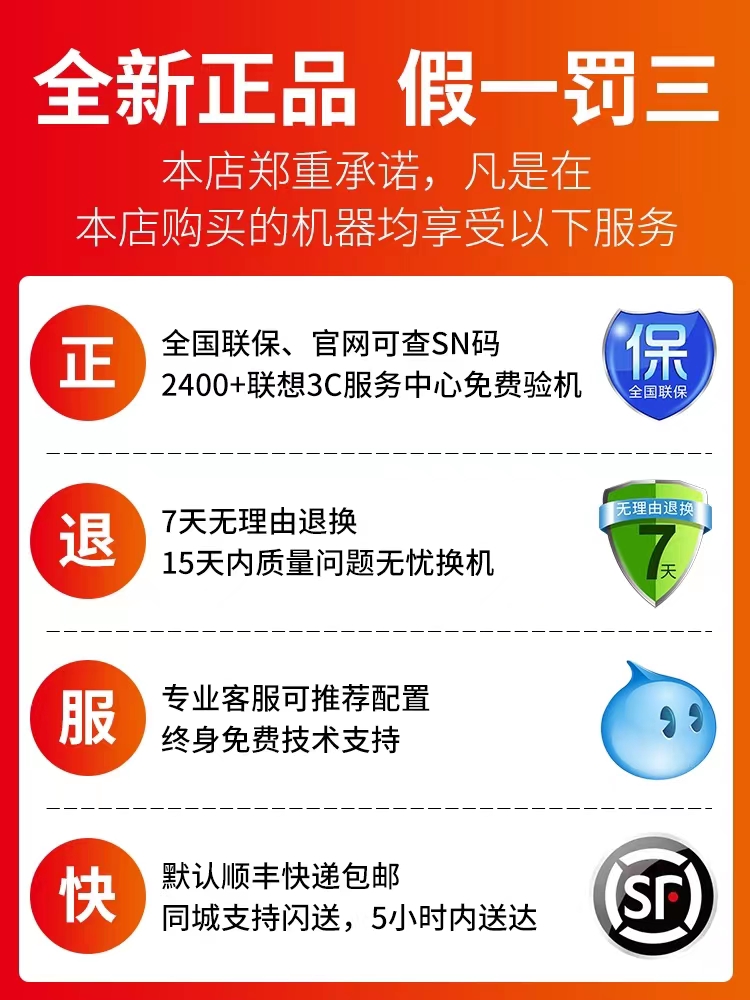 全新正品 假一罚三
本店郑重承诺，凡是在
本店购买的机器均享受以下服务
正
全国联保、官网可查SN码
2400+联想3C服务中心免费验机
保
全国联保
退
7天无理由退换
15天内质量问题无忧换机
无理由退换
7天
服
专业客服可推荐配置
终身免费技术支持
快
默认顺丰快递包邮
同城支持闪送，5小时内送达
SF